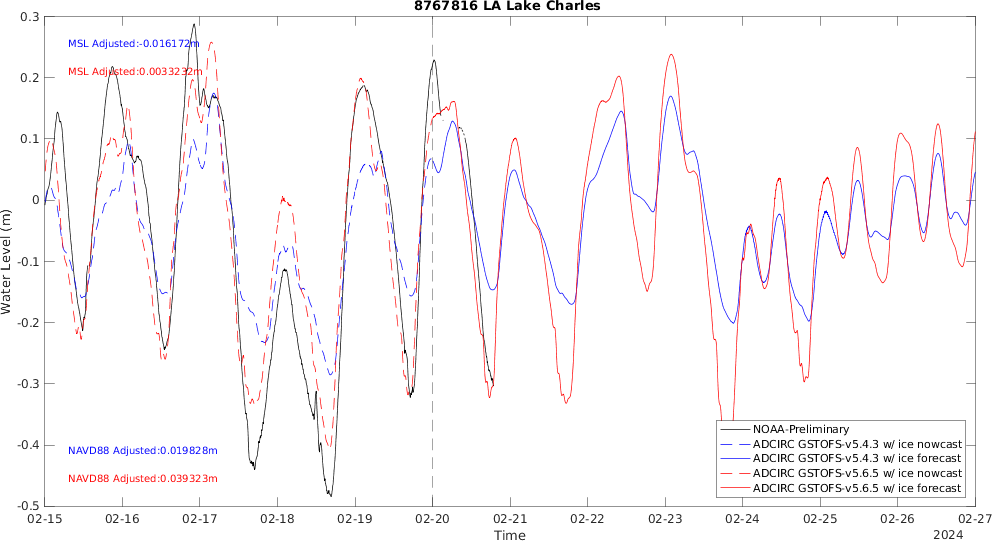 8767816 LA Lake Charles
0.3
MSL Adjusted:-0.016172m
MSL Adjusted:0.0033232m
0.2
0.1
0
-0.1
-0.2
-0.3
-0.4
-0.5
Water Level (m)
NAVD88 Adjusted:0.019828m
NAVD88 Adjusted:0.039323m
NOAA-Preliminary
ADCIRC GSTOFS-v5.4.3 w/ ice nowcast
ADCIRC GSTOFS-v5.4.3 w/ ice forecast
ADCIRC GSTOFS-v5.6.5 w/ ice nowcast
ADCIRC GSTOFS-v5.6.5 w/ ice forecast
02-15 02-16 02-17 02-18 02-19 02-20 02-21 02-22 02-23 02-24 02-25 02-26 02-27
Time
2024